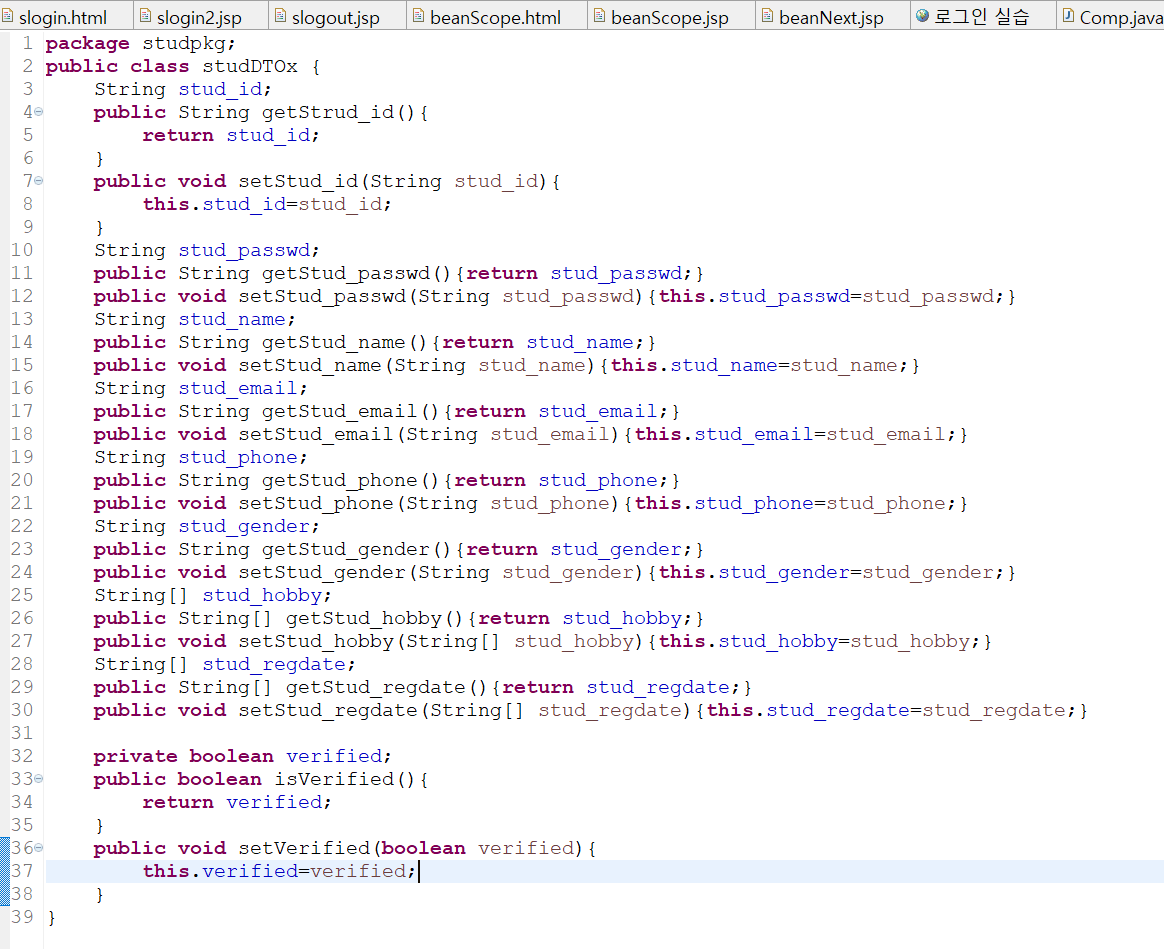 slogin.html slogin2.jsp slogout.jsp beanScope.html beanScope.jsp beanNext.jsp 로그인 실습 Comp.java
1 package studpkg;
2 public class studDTOx {
3 String stud_id;
4 public String getStrud_id(){
5 return stud_id;
6 }
7 public void setStud_id(String stud_id){
8 this.stud_id=stud_id;
9 }
10 String stud_passwd;
11 public String getStud_passwd(){return stud_passwd;}
12 public void setStud_passwd(String stud_passwd){this.stud_passwd=stud_passwd;}
13 String stud_name;
14 public String getStud_name(){return stud_name;}
15 public void setStud_name(String stud_name){this.stud_name=stud_name;}
16 String stud_email;
17 public String getStud_email(){return stud_email;}
18 public void setStud_email(String stud_email){this.stud_email=stud_email;}
19 String stud_phone;
20 public String getStud_phone(){return stud_phone;}
21 public void setStud_phone(String stud_phone){this.stud_phone=stud_phone;}
22 String stud_gender;
23 public String getStud_gender(){return stud_gender;}
24 public void setStud_gender(String stud_gender){this.stud_gender=stud_gender;}
25 String[] stud_hobby;
26 public String[] getStud_hobby(){return stud_hobby;}
27 public void setStud_hobby(String[] stud_hobby){this.stud_hobby=stud_hobby;}
28 String[] stud_regdate;
29 public String[] getStud_regdate(){return stud_regdate;}
30 public void setStud_regdate(String[] stud_regdate){this.stud_regdate=stud_regdate;}
31
32 private boolean verified;
33 public boolean isVerified(){
34 return verified;
35 }
36 public void setVerified(boolean verified){
37 this.verified=verified;
38 }
39 }